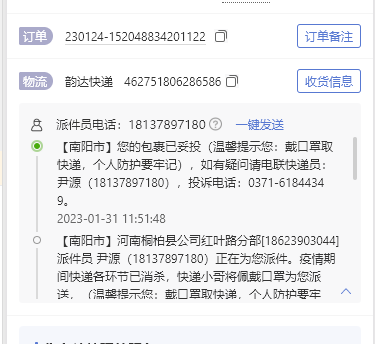 订单 230124-152048834201122 订单备注
物流 韵达快递 462751806286586 收货信息
派件员电话：18137897180 一键发送
【南阳市】您的包裹已妥投（温馨提示您：戴口罩取
快递，个人防护要牢记），如有疑问请电联快递员：
尹源（18137897180），投诉电话：0371-6184434
9。
2023-01-31 11:51:48
【南阳市】河南桐柏县公司红叶路分部[18623903044]
派件员 尹源（18137897180）正在为您派件。疫情期
间快递各环节已消杀，快递小哥将佩戴口罩为您派
送，（温馨提示您：戴口罩取快递，个人防护要牢